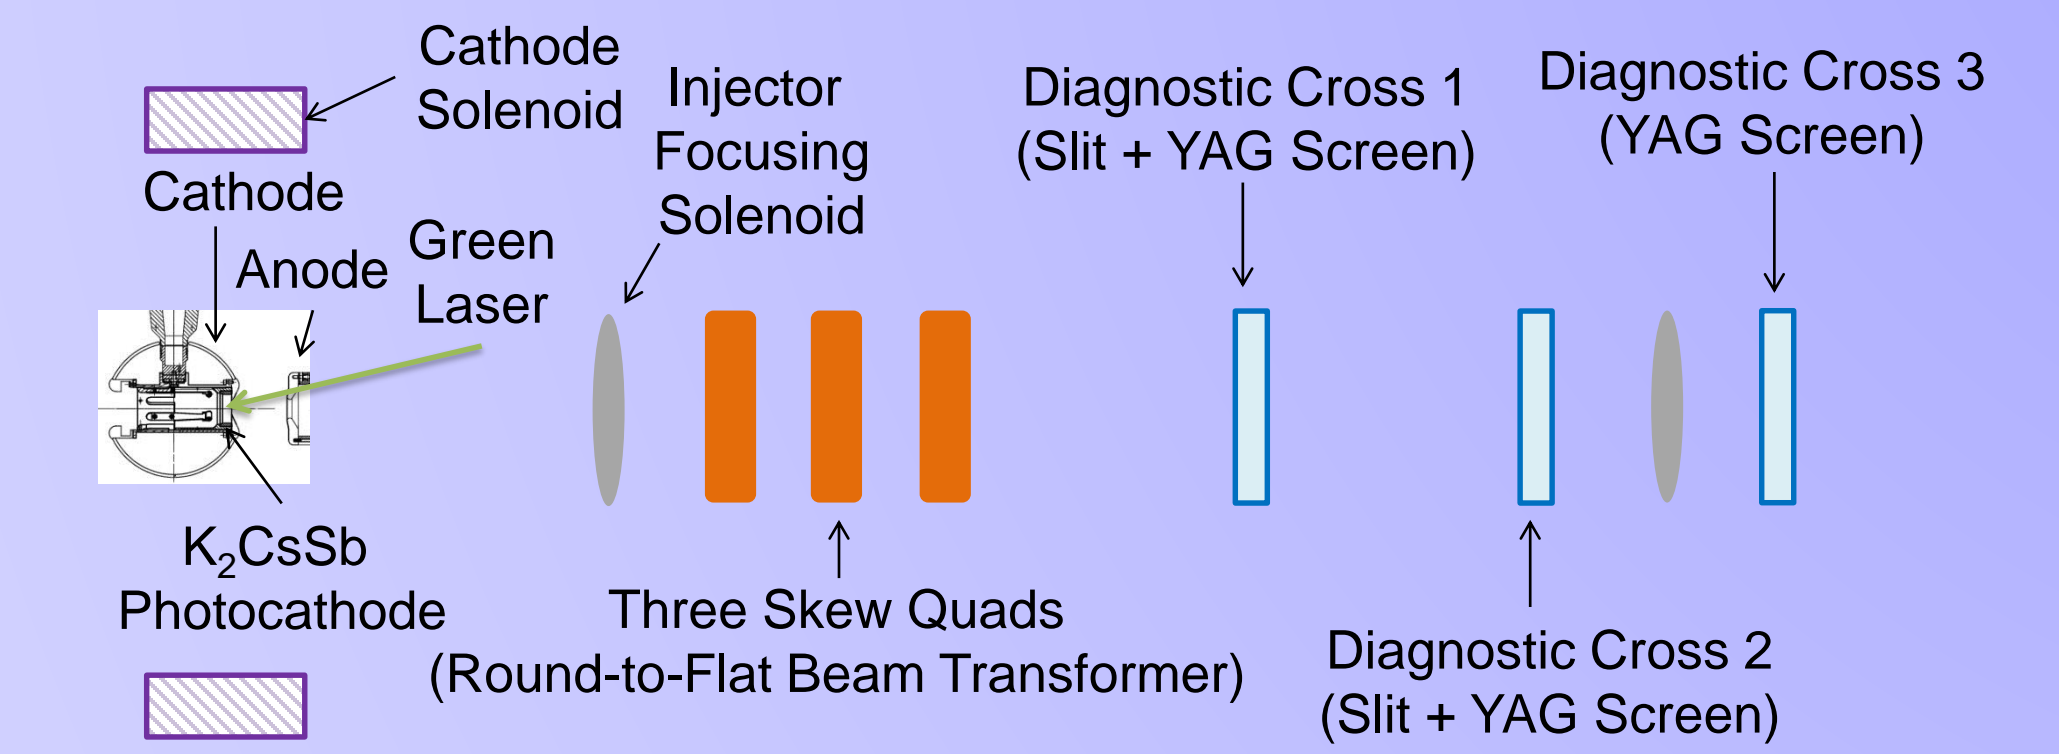 Cathode
Solenoid
Injector
Focusing
Solenoid
Diagnostic Cross 1
(Slit + YAG Screen)
Diagnostic Cross 3
(YAG Screen)
Cathode
Anode
Green
Laser
K₂CsSb
Photocathode
Three Skew Quads
(Round-to-Flat Beam Transformer)
Diagnostic Cross 2
(Slit + YAG Screen)